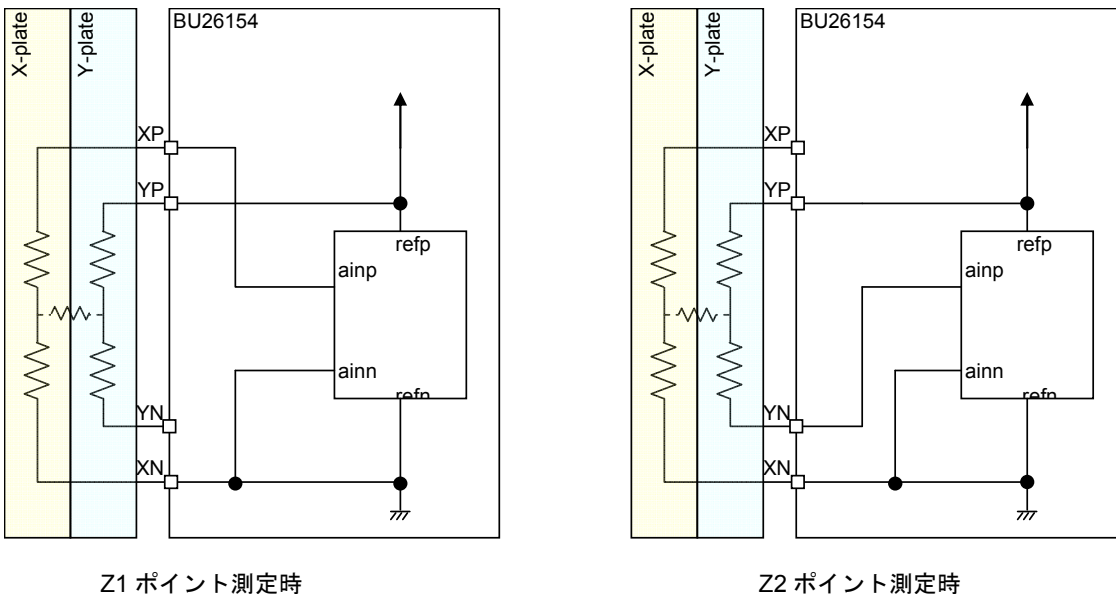 X-plate
Y-plate
BU26154
XP
YP
refp
ainp
ainn
refn
YN
XN
Z1 ポイント測定時
X-plate
Y-plate
BU26154
XP
YP
refp
ainp
ainn
refn
YN
XN
Z2 ポイント測定時